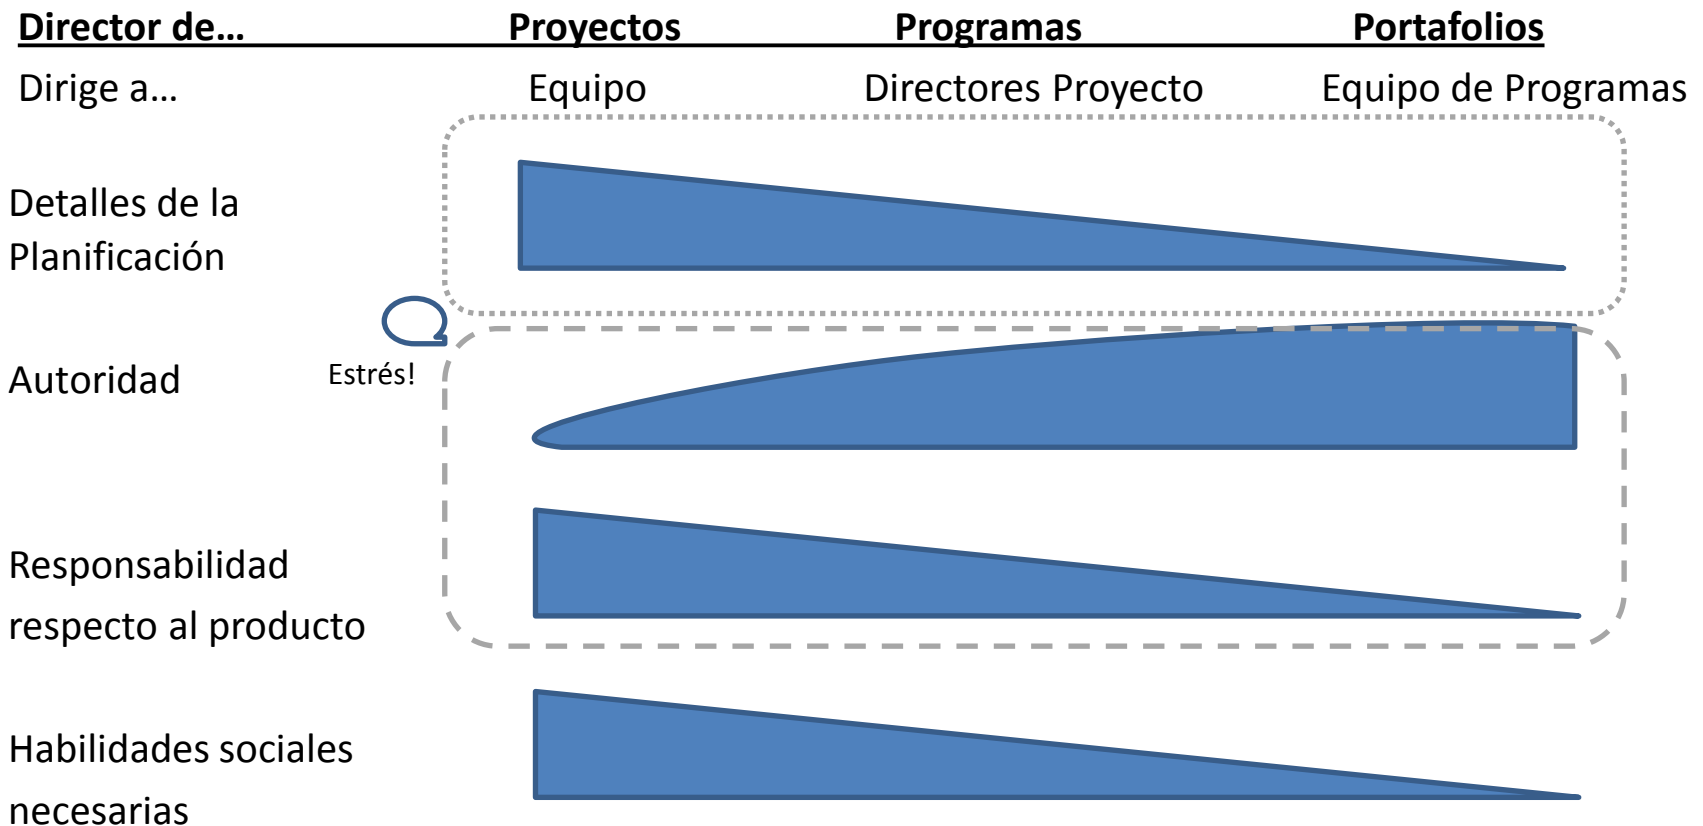 Director de… Proyectos Programas Portafolios
Dirige a… Equipo Directores Proyecto Equipo de Programas
Detalles de la
Planificación
Autoridad Estrés!
Responsabilidad
respecto al producto
Habilidades sociales
necesarias